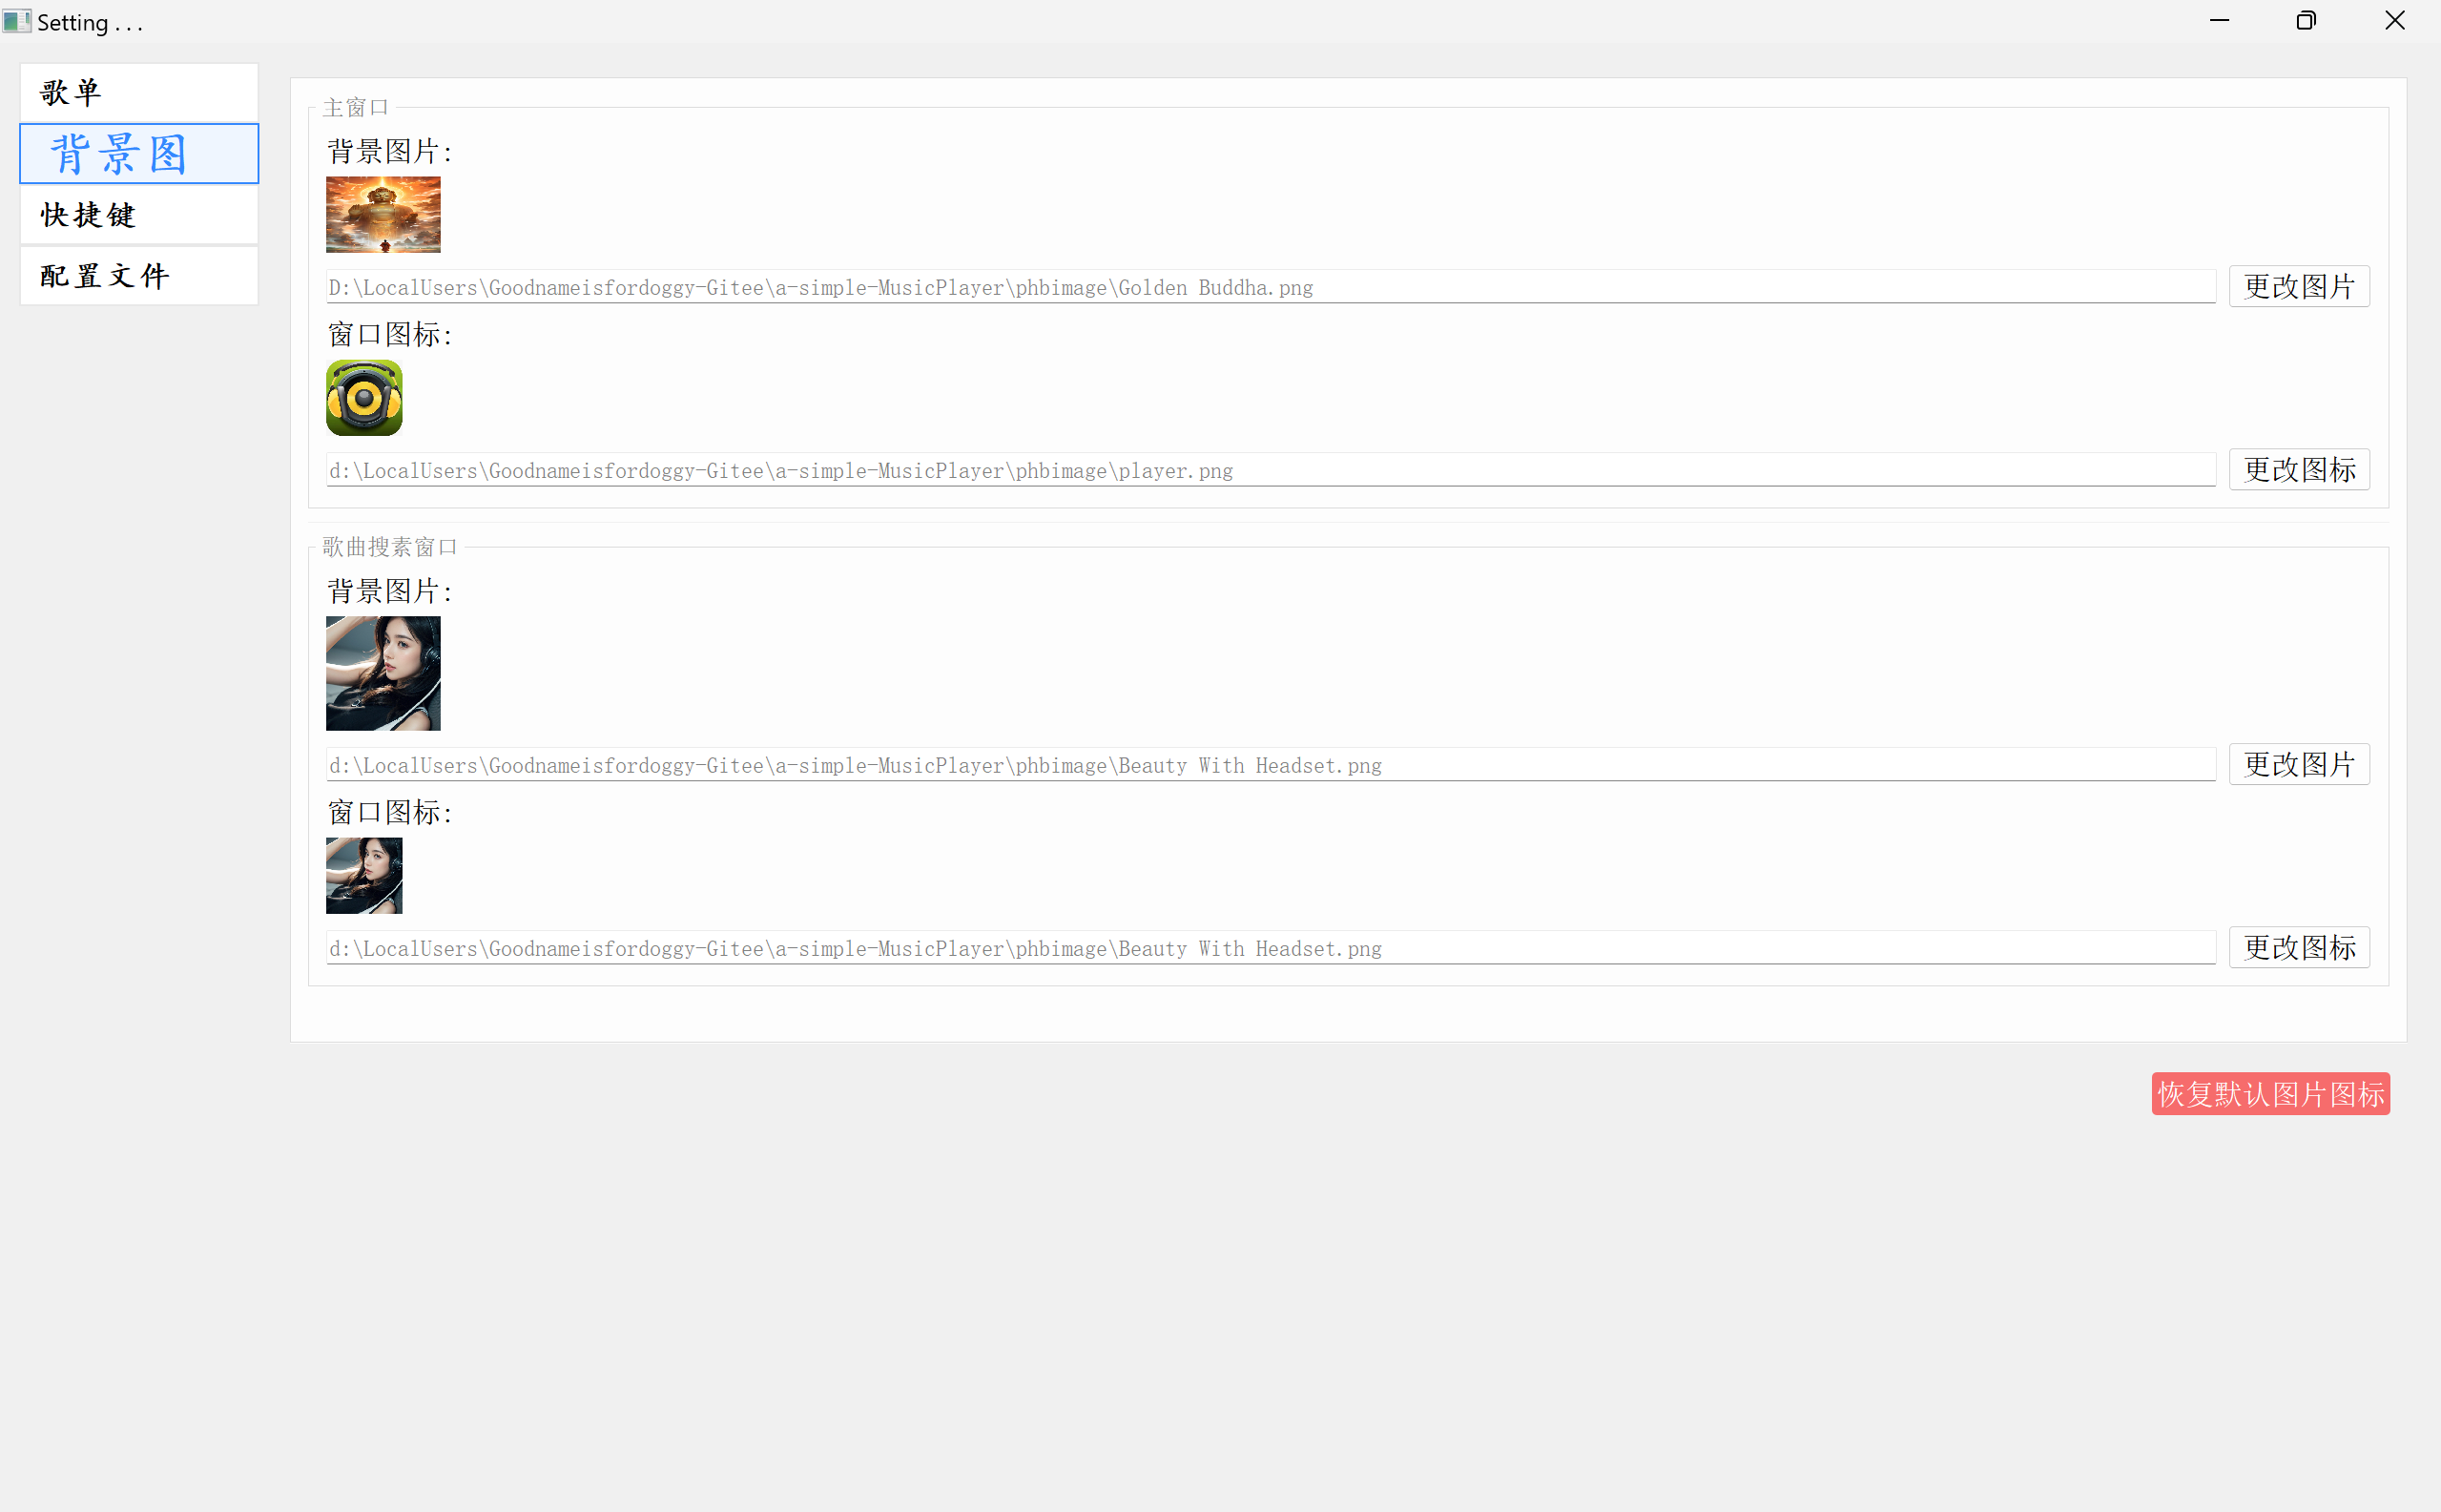 Setting . . .
歌单
背景图
快捷键
配置文件
主窗口
背景图片:
D:\LocalUsers\Goodnameisfordoggy-Gitee\a-simple-MusicPlayer\phbimage\Golden Buddha.png
更改图片
窗口图标:
d:\LocalUsers\Goodnameisfordoggy-Gitee\a-simple-MusicPlayer\phbimage\player.png
更改图标
歌曲搜素窗口
背景图片:
d:\LocalUsers\Goodnameisfordoggy-Gitee\a-simple-MusicPlayer\phbimage\Beauty With Headset.png
更改图片
窗口图标:
d:\LocalUsers\Goodnameisfordoggy-Gitee\a-simple-MusicPlayer\phbimage\Beauty With Headset.png
更改图标
恢复默认图片图标